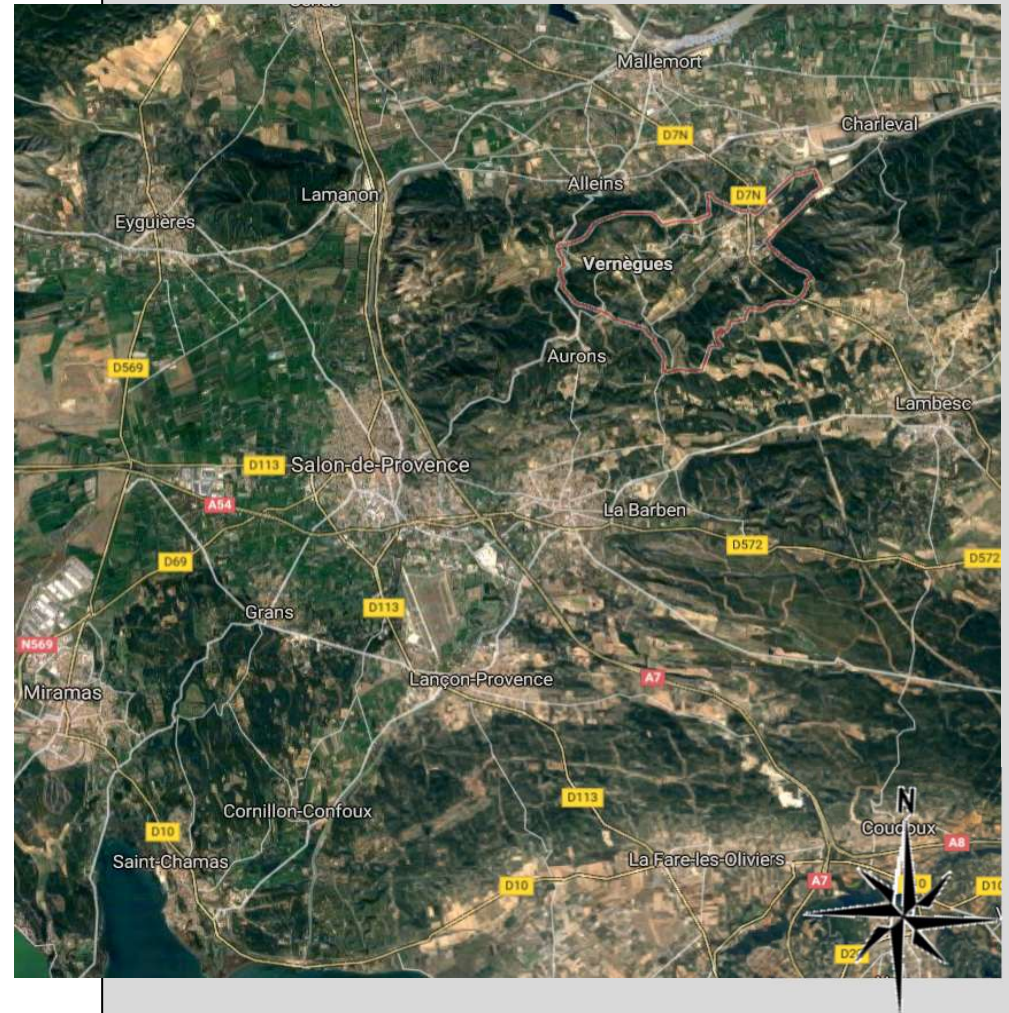 Mallemort
Charleval
D7N
Alleins
Lamanon
D7N
Eyguières
Vernègues
Aurons
D569
Lambesc
D113
Salon-de-Provence
A54
La Barben
D572
D572
D69
Grans
D113
N569
Miramas
Lançon-Provence
A7
D113
N
Cornillon-Confoux
D10
Coudoux
A8
Saint-Chamas
La Fare-les-Oliviers
A7
D10